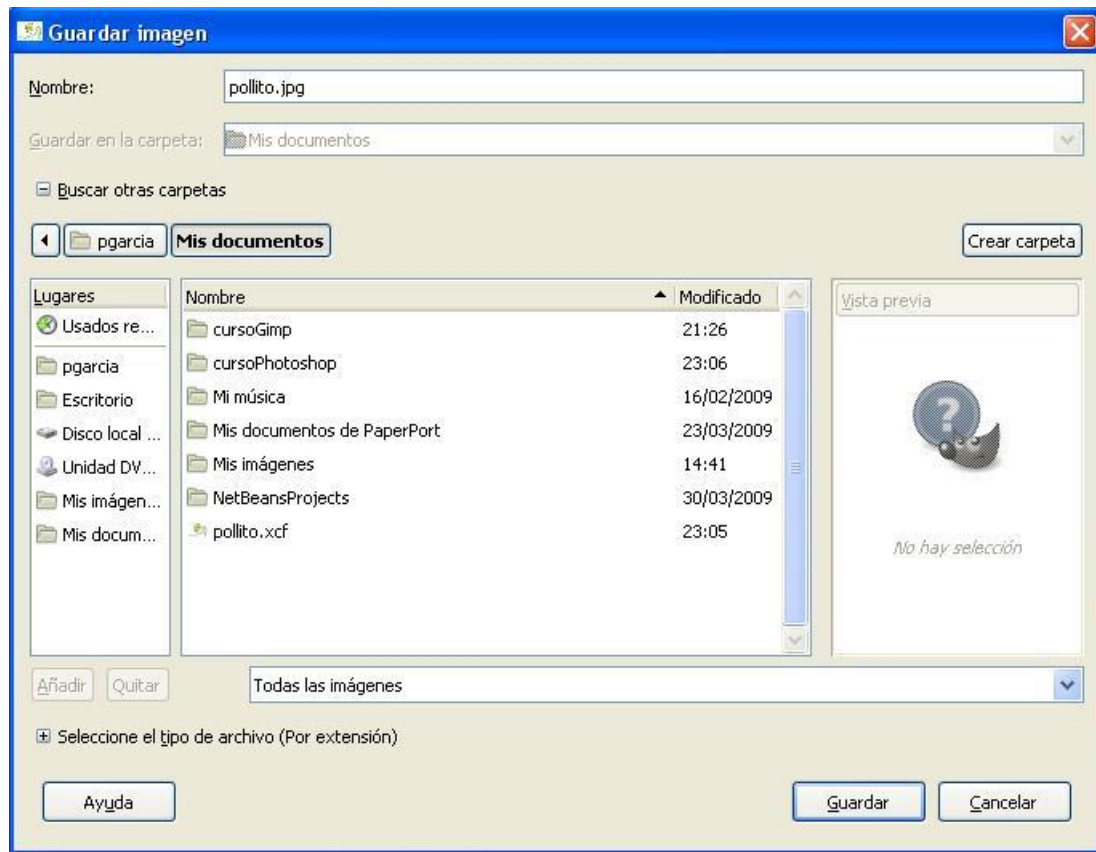 Guardar imagen
Nombre: pollito.jpg
Guardar en la carpeta: Mis documentos
Buscar otras carpetas
pgarcia Mis documentos Crear carpeta
Lugares
Usados re...
pgarcia
Escritorio
Disco local ...
Unidad DV...
Mis imágen...
Mis docum...
Nombre Modificado
cursoGimp 21:26
cursoPhotoshop 23:06
Mi música 16/02/2009
Mis documentos de PaperPort 23/03/2009
Mis imágenes 14:41
NetBeansProjects 30/03/2009
pollito.xcf 23:05
Vista previa
No hay selección
Añadir Quitar Todas las imágenes
Seleccione el tipo de archivo (Por extensión)
Ayuda Guardar Cancelar